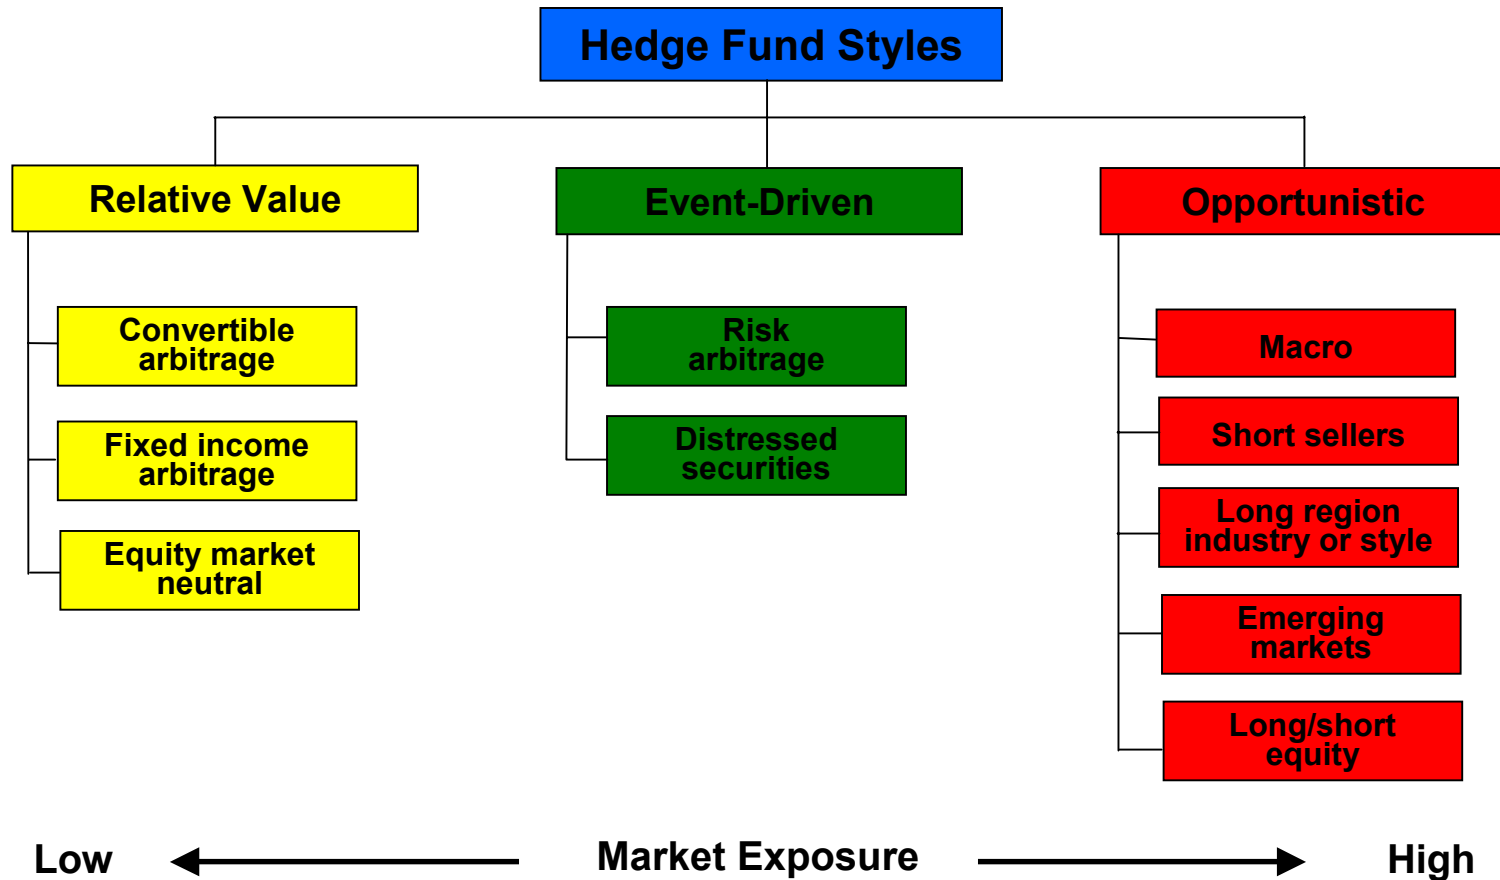 Hedge Fund Styles
Relative Value
Convertible
arbitrage
Fixed income
arbitrage
Equity market
neutral
Event-Driven
Risk
arbitrage
Distressed
securities
Opportunistic
Macro
Short sellers
Long region
industry or style
Emerging
markets
Long/short
equity
Low
Market Exposure
High